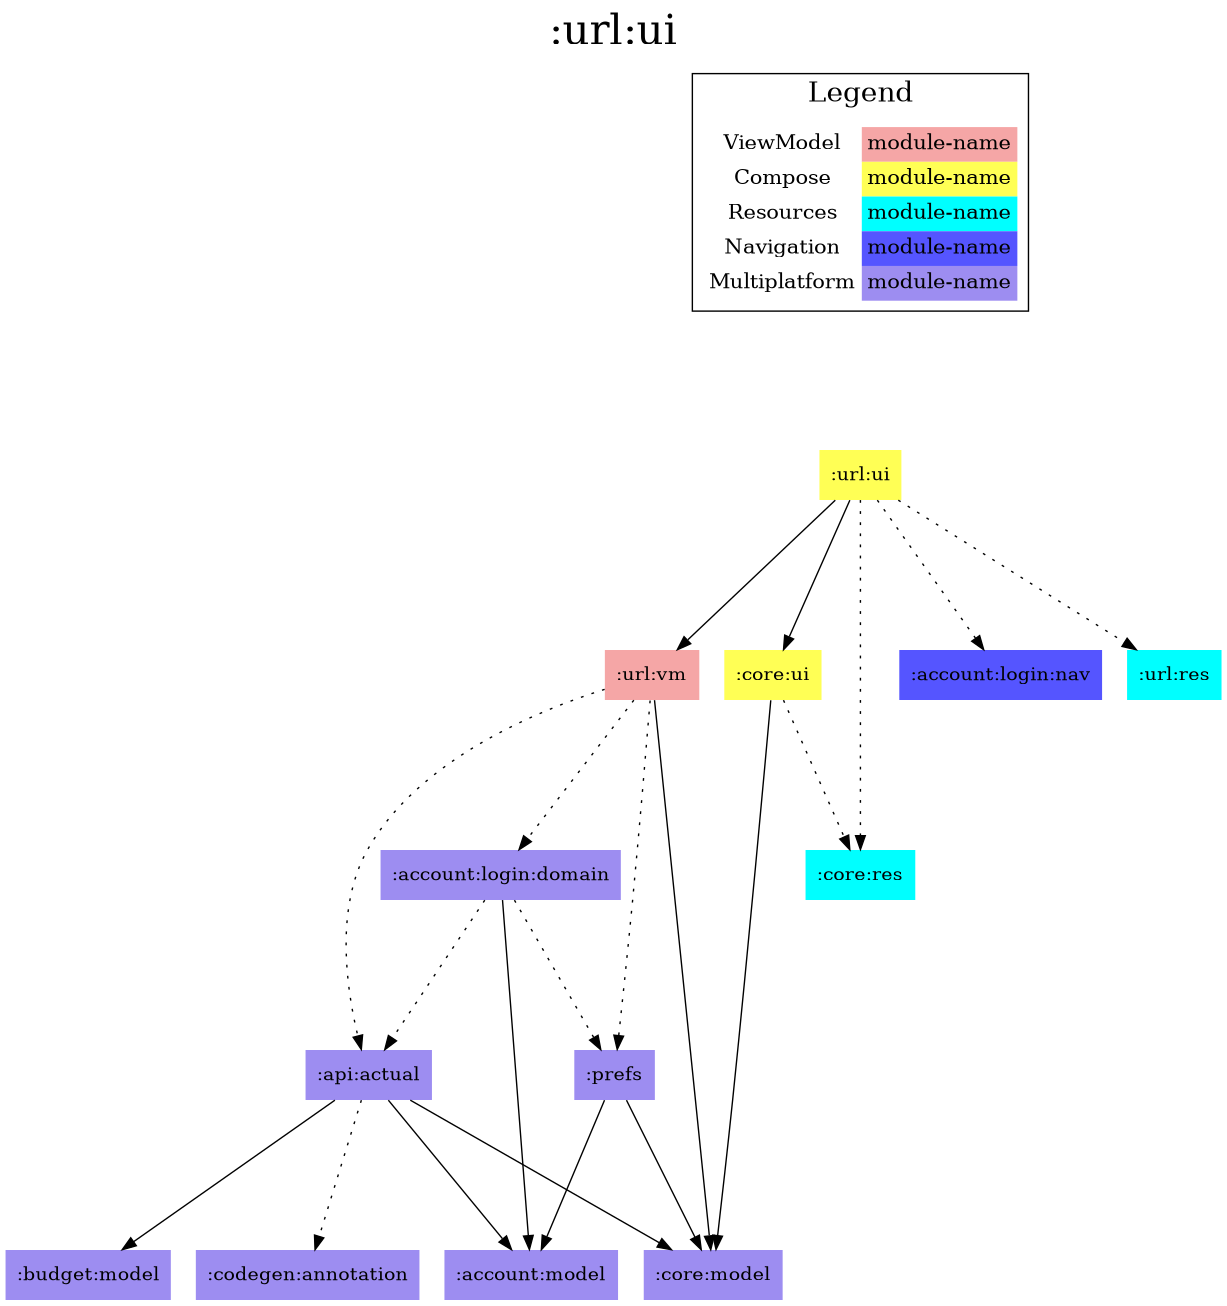 :url:ui
Legend
ViewModel module-name
Compose module-name
Resources module-name
Navigation module-name
Multiplatform module-name
:url:ui
:url:vm
:core:ui
:account:login:nav
:url:res
:account:login:domain
:core:res
:api:actual
:prefs
:budget:model
:codegen:annotation
:account:model
:core:model